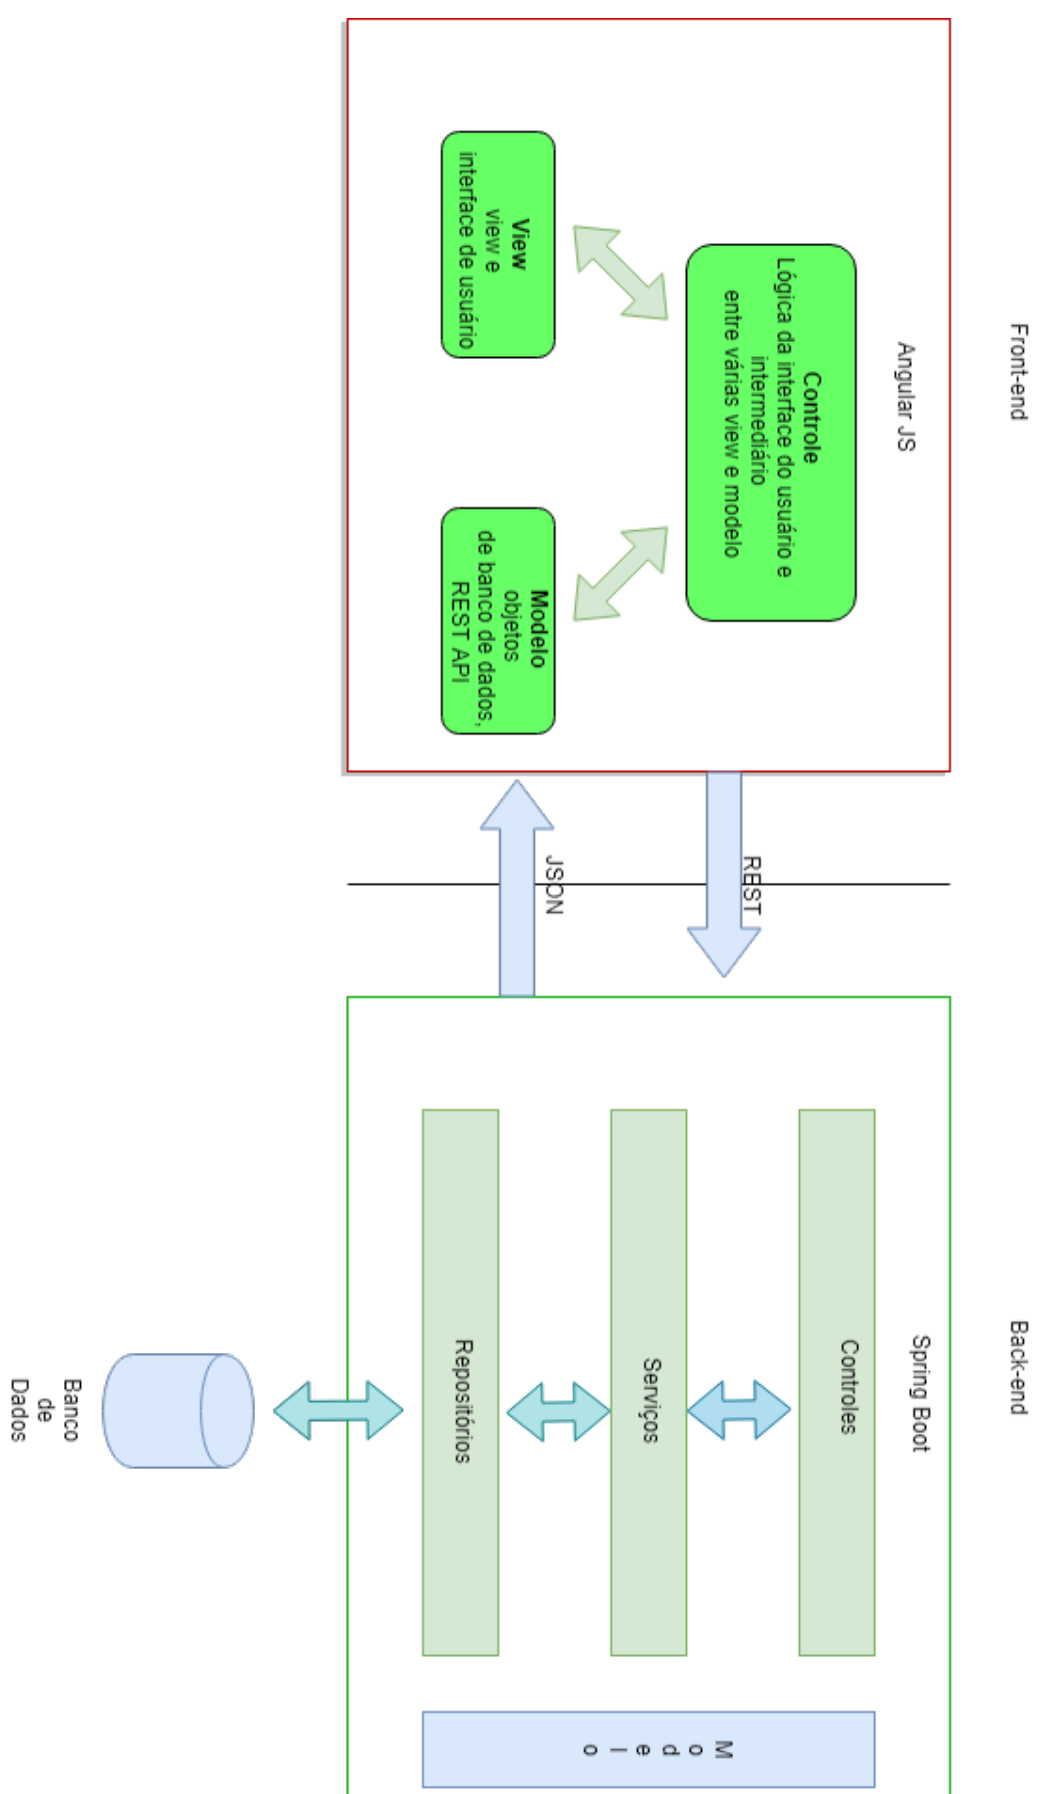 Front-end
Back-end
Angular JS
Controle
Lógica da interface do usuário e
intermediário
entre várias view e modelo
View
view e
interface de usuário
Modelo
objetos
de banco de dados,
REST API
REST
JSON
Spring Boot
Controles
Serviços
Repositórios
M
o
d
e
l
o
Banco
de
Dados